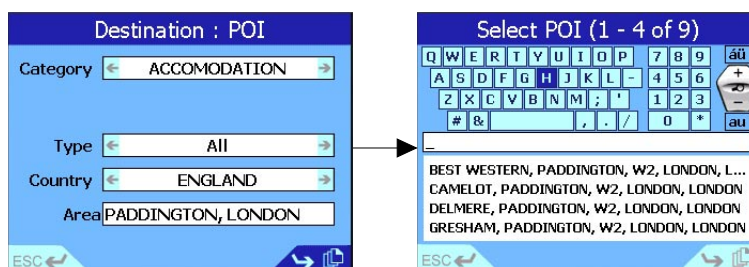 Destination : POI
Category ACCOMODATION
Type All
Country ENGLAND
Area PADDINGTON, LONDON
ESC
Select POI (1 - 4 of 9)
Q W E R T Y U I O P 7 8 9 áü
A S D F G H J K L - 4 5 6 +
Z X C V B N M ; ' 1 2 3 -
# & , . / 0 * au
_
BEST WESTERN, PADDINGTON, W2, LONDON, L...
CAMELOT, PADDINGTON, W2, LONDON, LONDON
DELMERE, PADDINGTON, W2, LONDON, LONDON
GRESHAM, PADDINGTON, W2, LONDON, LONDON
ESC